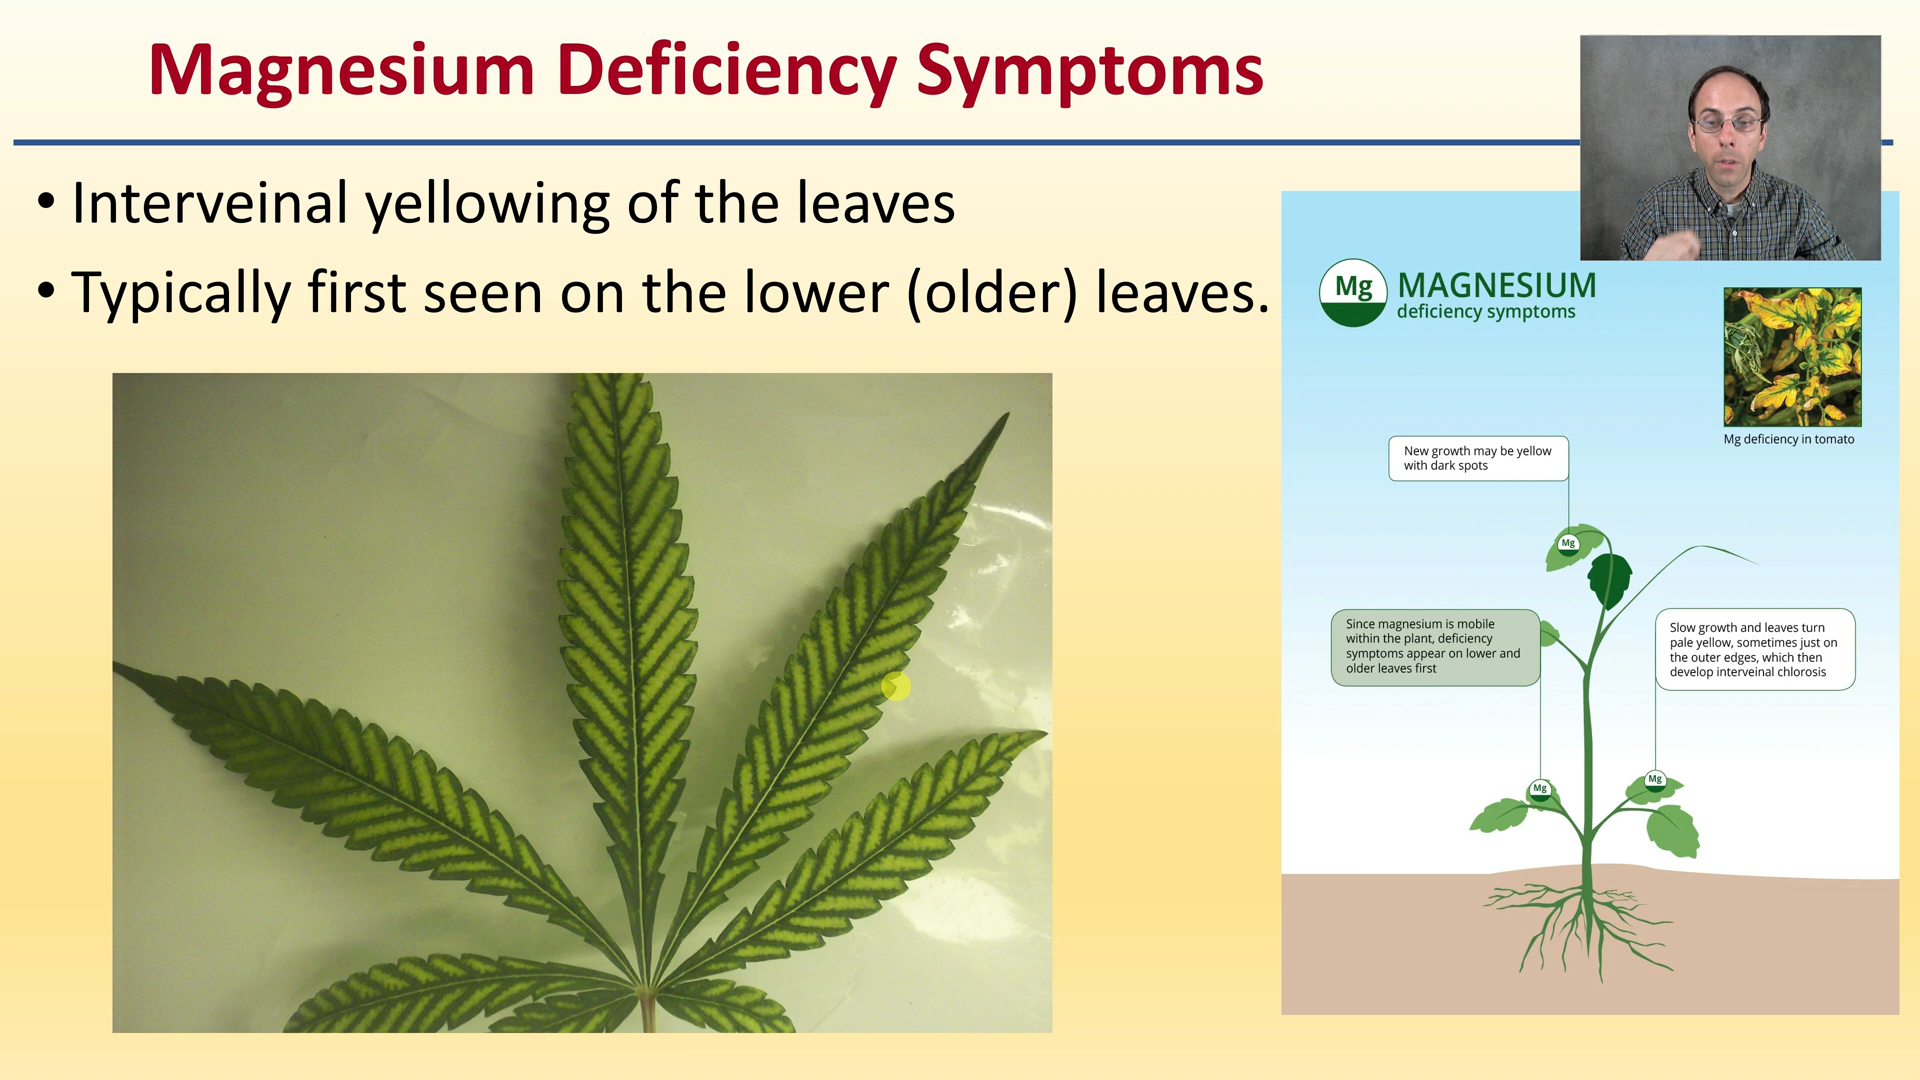 Magnesium Deficiency Symptoms
• Interveinal yellowing of the leaves
• Typically first seen on the lower (older) leaves.
Mg
MAGNESIUM
deficiency symptoms
Mg deficiency in tomato
New growth may be yellow
with dark spots
Mg
Since magnesium is mobile
within the plant, deficiency
symptoms appear on lower and
older leaves first
Slow growth and leaves turn
pale yellow, sometimes just on
the outer edges, which then
develop interveinal chlorosis
Mg
Mg